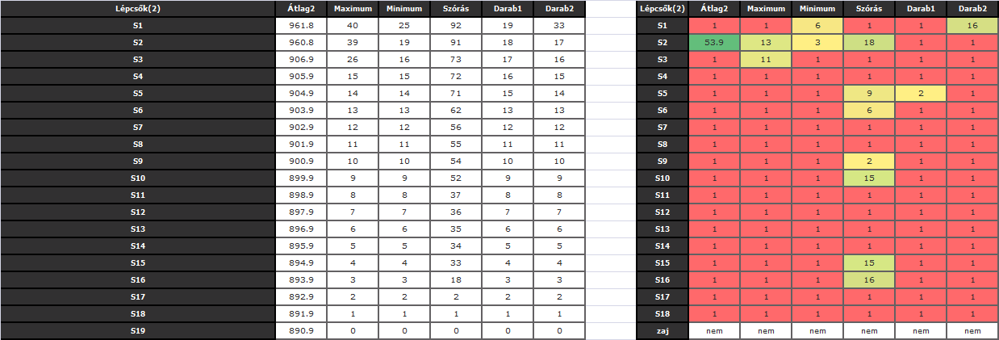 Lépcsők(2) Átlag2 Maximum Minimum Szórás Darab1 Darab2 Lépcsők(2) Átlag2 Maximum Minimum Szórás Darab1 Darab2
S1 961.8 40 25 92 19 33 S1 1 1 6 1 1 16
S2 960.8 39 19 91 18 17 S2 53.9 13 3 18 1 1
S3 906.9 26 16 73 17 16 S3 1 11 1 1 1 1
S4 905.9 15 15 72 16 15 S4 1 1 1 1 1 1
S5 904.9 14 14 71 15 14 S5 1 1 1 9 2 1
S6 903.9 13 13 62 13 13 S6 1 1 1 6 1 1
S7 902.9 12 12 56 12 12 S7 1 1 1 1 1 1
S8 901.9 11 11 55 11 11 S8 1 1 1 1 1 1
S9 900.9 10 10 54 10 10 S9 1 1 1 2 1 1
S10 899.9 9 9 52 9 9 S10 1 1 1 15 1 1
S11 898.9 8 8 37 8 8 S11 1 1 1 1 1 1
S12 897.9 7 7 36 7 7 S12 1 1 1 1 1 1
S13 896.9 6 6 35 6 6 S13 1 1 1 1 1 1
S14 895.9 5 5 34 5 5 S14 1 1 1 1 1 1
S15 894.9 4 4 33 4 4 S15 1 1 1 15 1 1
S16 893.9 3 3 18 3 3 S16 1 1 1 16 1 1
S17 892.9 2 2 2 2 2 S17 1 1 1 1 1 1
S18 891.9 1 1 1 1 1 S18 1 1 1 1 1 1
S19 890.9 0 0 0 0 0 zaj nem nem nem nem nem nem